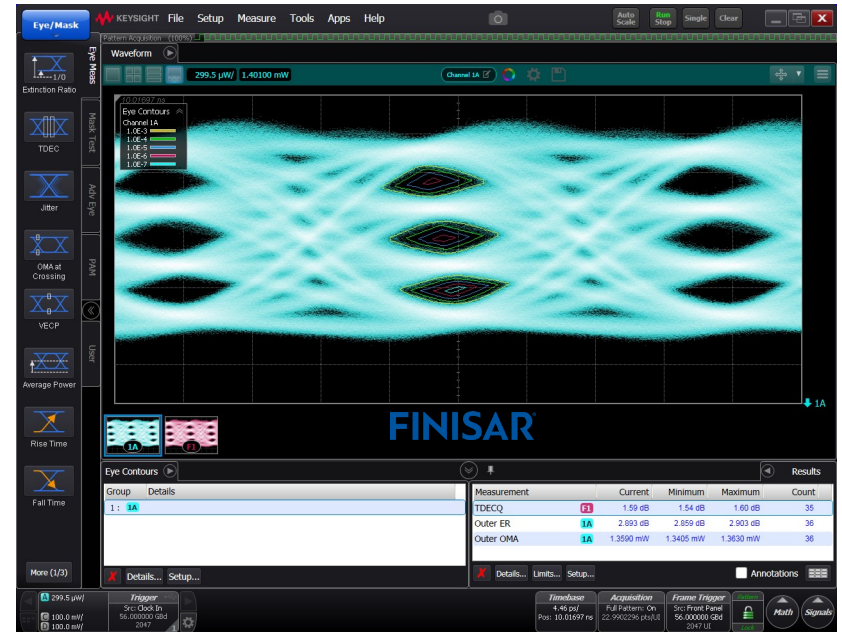 Eye/Mask
KEYSIGHT File Setup Measure Tools Apps Help
Auto Scale
Run Stop
Single
Clear
Pattern Acquisition (100%)
Waveform
299.5 µW/ 1.40100 mW
Channel 1A
Eye Meas
Mask Test
Adv Eye
PAM
User
1/0
Extinction Ratio
TDEC
Jitter
OMA at
Crossing
VECP
Average Power
Rise Time
Fall Time
More (1/3)
10.01697 ns
Eye Contours
Channel 1A
1.0E-3
1.0E-4
1.0E-5
1.0E-6
1.0E-7
1A
1A
F1
FINISAR
Eye Contours
Group Details
1: 1A
Details... Setup...
Results
Measurement Current Minimum Maximum Count
TDECQ F1 1.59 dB 1.54 dB 1.60 dB 35
Outer ER 1A 2.893 dB 2.859 dB 2.903 dB 36
Outer OMA 1A 1.3590 mW 1.3405 mW 1.3630 mW 36
Details... Limits... Setup...
Annotations
A 299.5 µW/
C 100.0 mV/
D 100.0 mV/
Trigger
Src: Clock In
56.000000 GBd
2047
1
Timebase
4.46 ps/
Pos: 10.01697 ns
Acquisition
Full Pattern: On
22.9902296 pts/UI
Frame Trigger
Src: Front Panel
56.000000 GBd
2047 UI
Pattern
Lock
Math
Signals